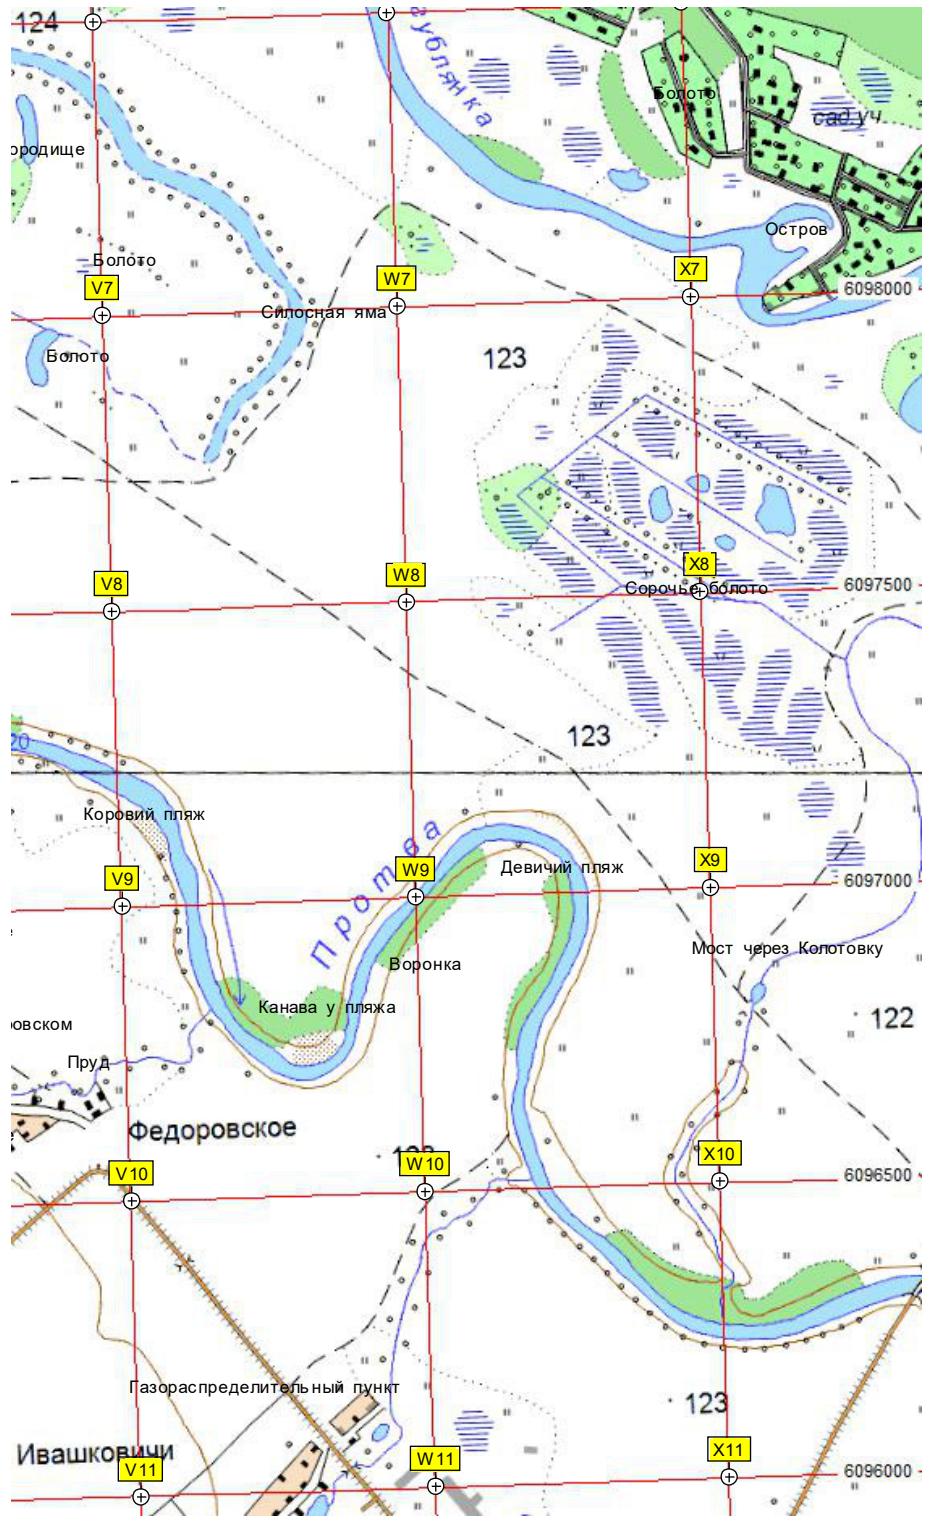 124
ублянка
Болото
сад.уч
ородище
Остров
Болото
V7
W7
X7
6098000
Силосная яма
Болото
123
V8
W8
X8
6097500
Сорочье болото
123
20
Коровий пляж
Протва
V9
W9
X9
Девичий пляж
6097000
Мост через Колотовку
Воронка
Канава у пляжа
122
овском
Пруд
Федоровское
V10
W10
X10
6096500
Газораспределительный пункт
123
Ивашковичи
V11
W11
X11
6096000